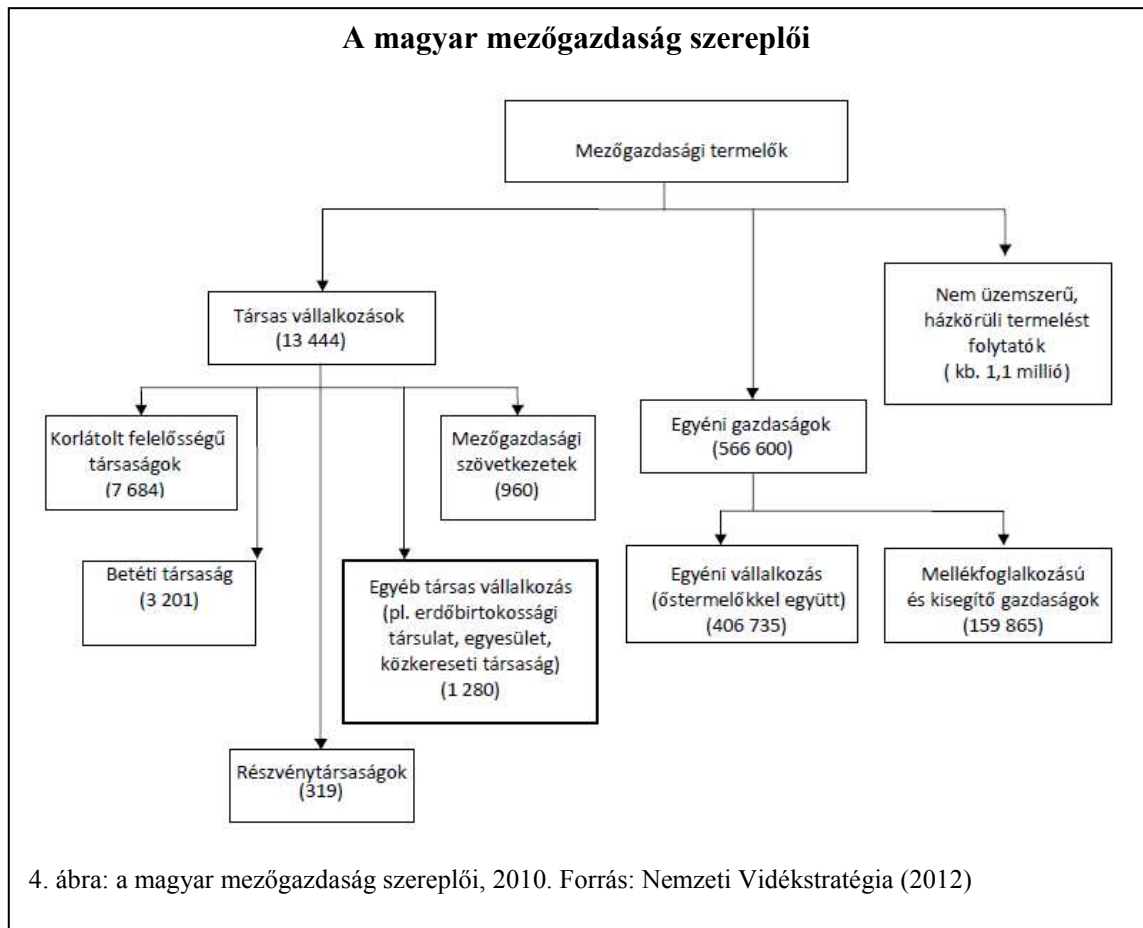 A magyar mezőgazdaság szereplői
Mezőgazdasági termelők
Társas vállalkozások
(13 444)
Nem üzemszerű,
házkörüli termelést
folytatók
( kb. 1,1 millió)
Egyéni gazdaságok
(566 600)
Korlátolt felelősségű
társaságok
(7 684)
Mezőgazdasági
szövetkezetek
(960)
Betéti társaság
(3 201)
Egyéb társas vállalkozás
(pl. erdőbirtokossági
társulat, egyesület,
közkereseti társaság)
(1 280)
Egyéni vállalkozás
(őstermelőkkel együtt)
(406 735)
Mellékfoglalkozású
és kisegítő gazdaságok
(159 865)
Részvénytársaságok
(319)
4. ábra: a magyar mezőgazdaság szereplői, 2010. Forrás: Nemzeti Vidékstratégia (2012)